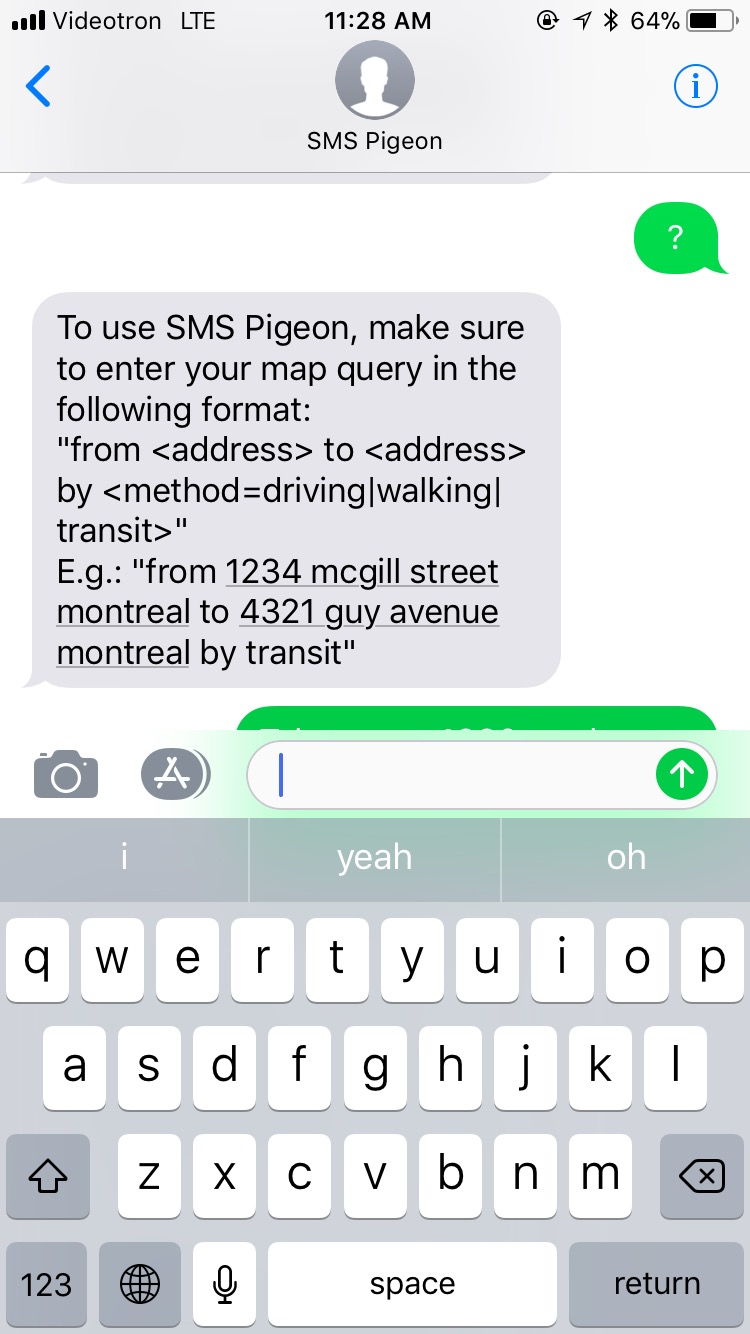 Videotron LTE 11:28 AM 64%
SMS Pigeon
?
To use SMS Pigeon, make sure
to enter your map query in the
following format:
"from <address> to <address>
by <method=driving|walking|
transit>"
E.g.: "from 1234 mcgill street
montreal to 4321 guy avenue
montreal by transit"
i yeah oh
q w e r t y u i o p
a s d f g h j k l
z x c v b n m
123 space return